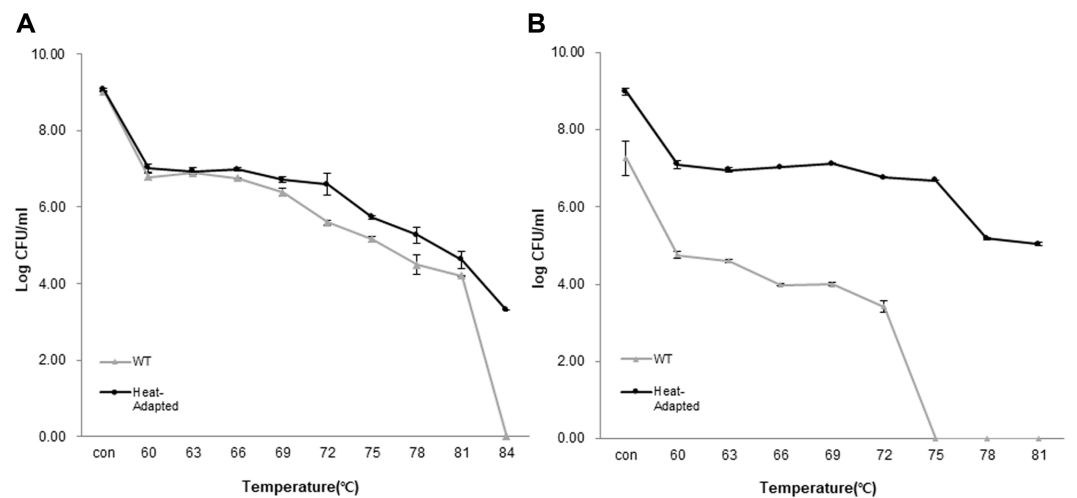 A
10.00
8.00
6.00
4.00
2.00
0.00
Log CFU/ml
WT
Heat-
Adapted
con 60 63 66 69 72 75 78 81 84
Temperature(℃)
B
10.00
8.00
6.00
4.00
2.00
0.00
log CFU/ml
WT
Heat-
Adapted
con 60 63 66 69 72 75 78 81
Temperature(℃)